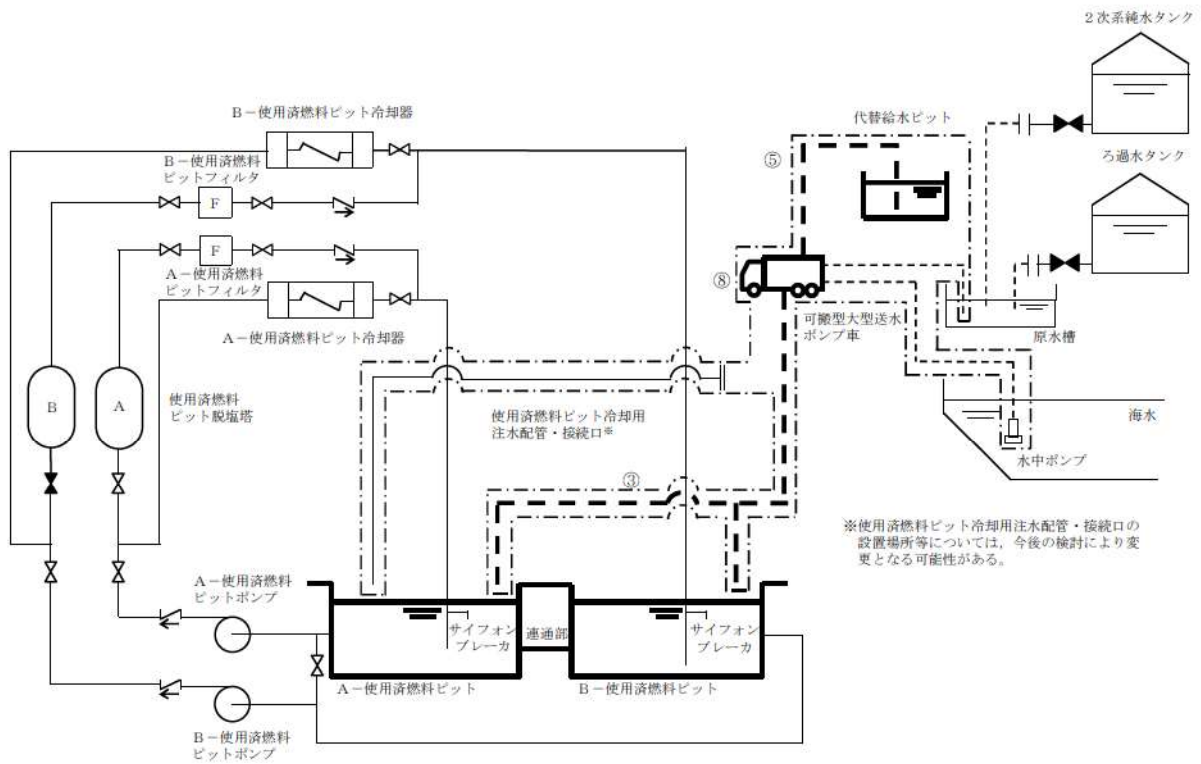 2次系純水タンク
B-使用済燃料ピット冷却器
代替給水ピット
B-使用済燃料
ピットフィルタ
⑤
ろ過水タンク
F
F
A-使用済燃料
ピットフィルタ
⑧
可搬型大型送水
ポンプ車
原水槽
A-使用済燃料ピット冷却器
B
A
使用済燃料
ピット脱塩塔
使用済燃料ピット冷却用
注水配管・接続口※
海水
水中ポンプ
③
※使用済燃料ピット冷却用注水配管・接続口の
設置場所等については,今後の検討により変
更となる可能性がある。
A-使用済燃料
ピットポンプ
サイフォン
ブレーカ
連通部
サイフォン
ブレーカ
A-使用済燃料ピット
B-使用済燃料ピット
B-使用済燃料
ピットポンプ